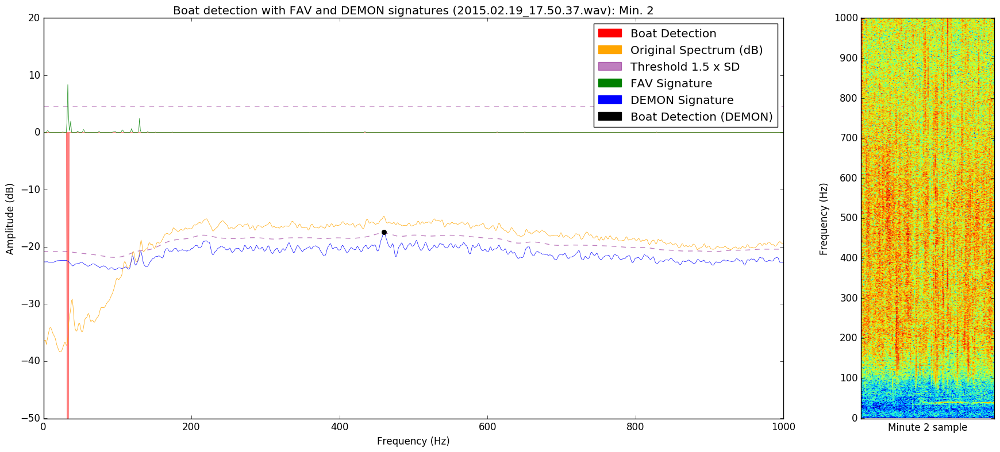 Boat detection with FAV and DEMON signatures (2015.02.19_17.50.37.wav): Min. 2
Boat Detection
Original Spectrum (dB)
Threshold 1.5 x SD
FAV Signature
DEMON Signature
Boat Detection (DEMON)
Amplitude (dB)
20
10
0
−10
−20
−30
−40
−50
0
200
400
600
800
1000
Frequency (Hz)
Frequency (Hz)
1000
900
800
700
600
500
400
300
200
100
0
Minute 2 sample